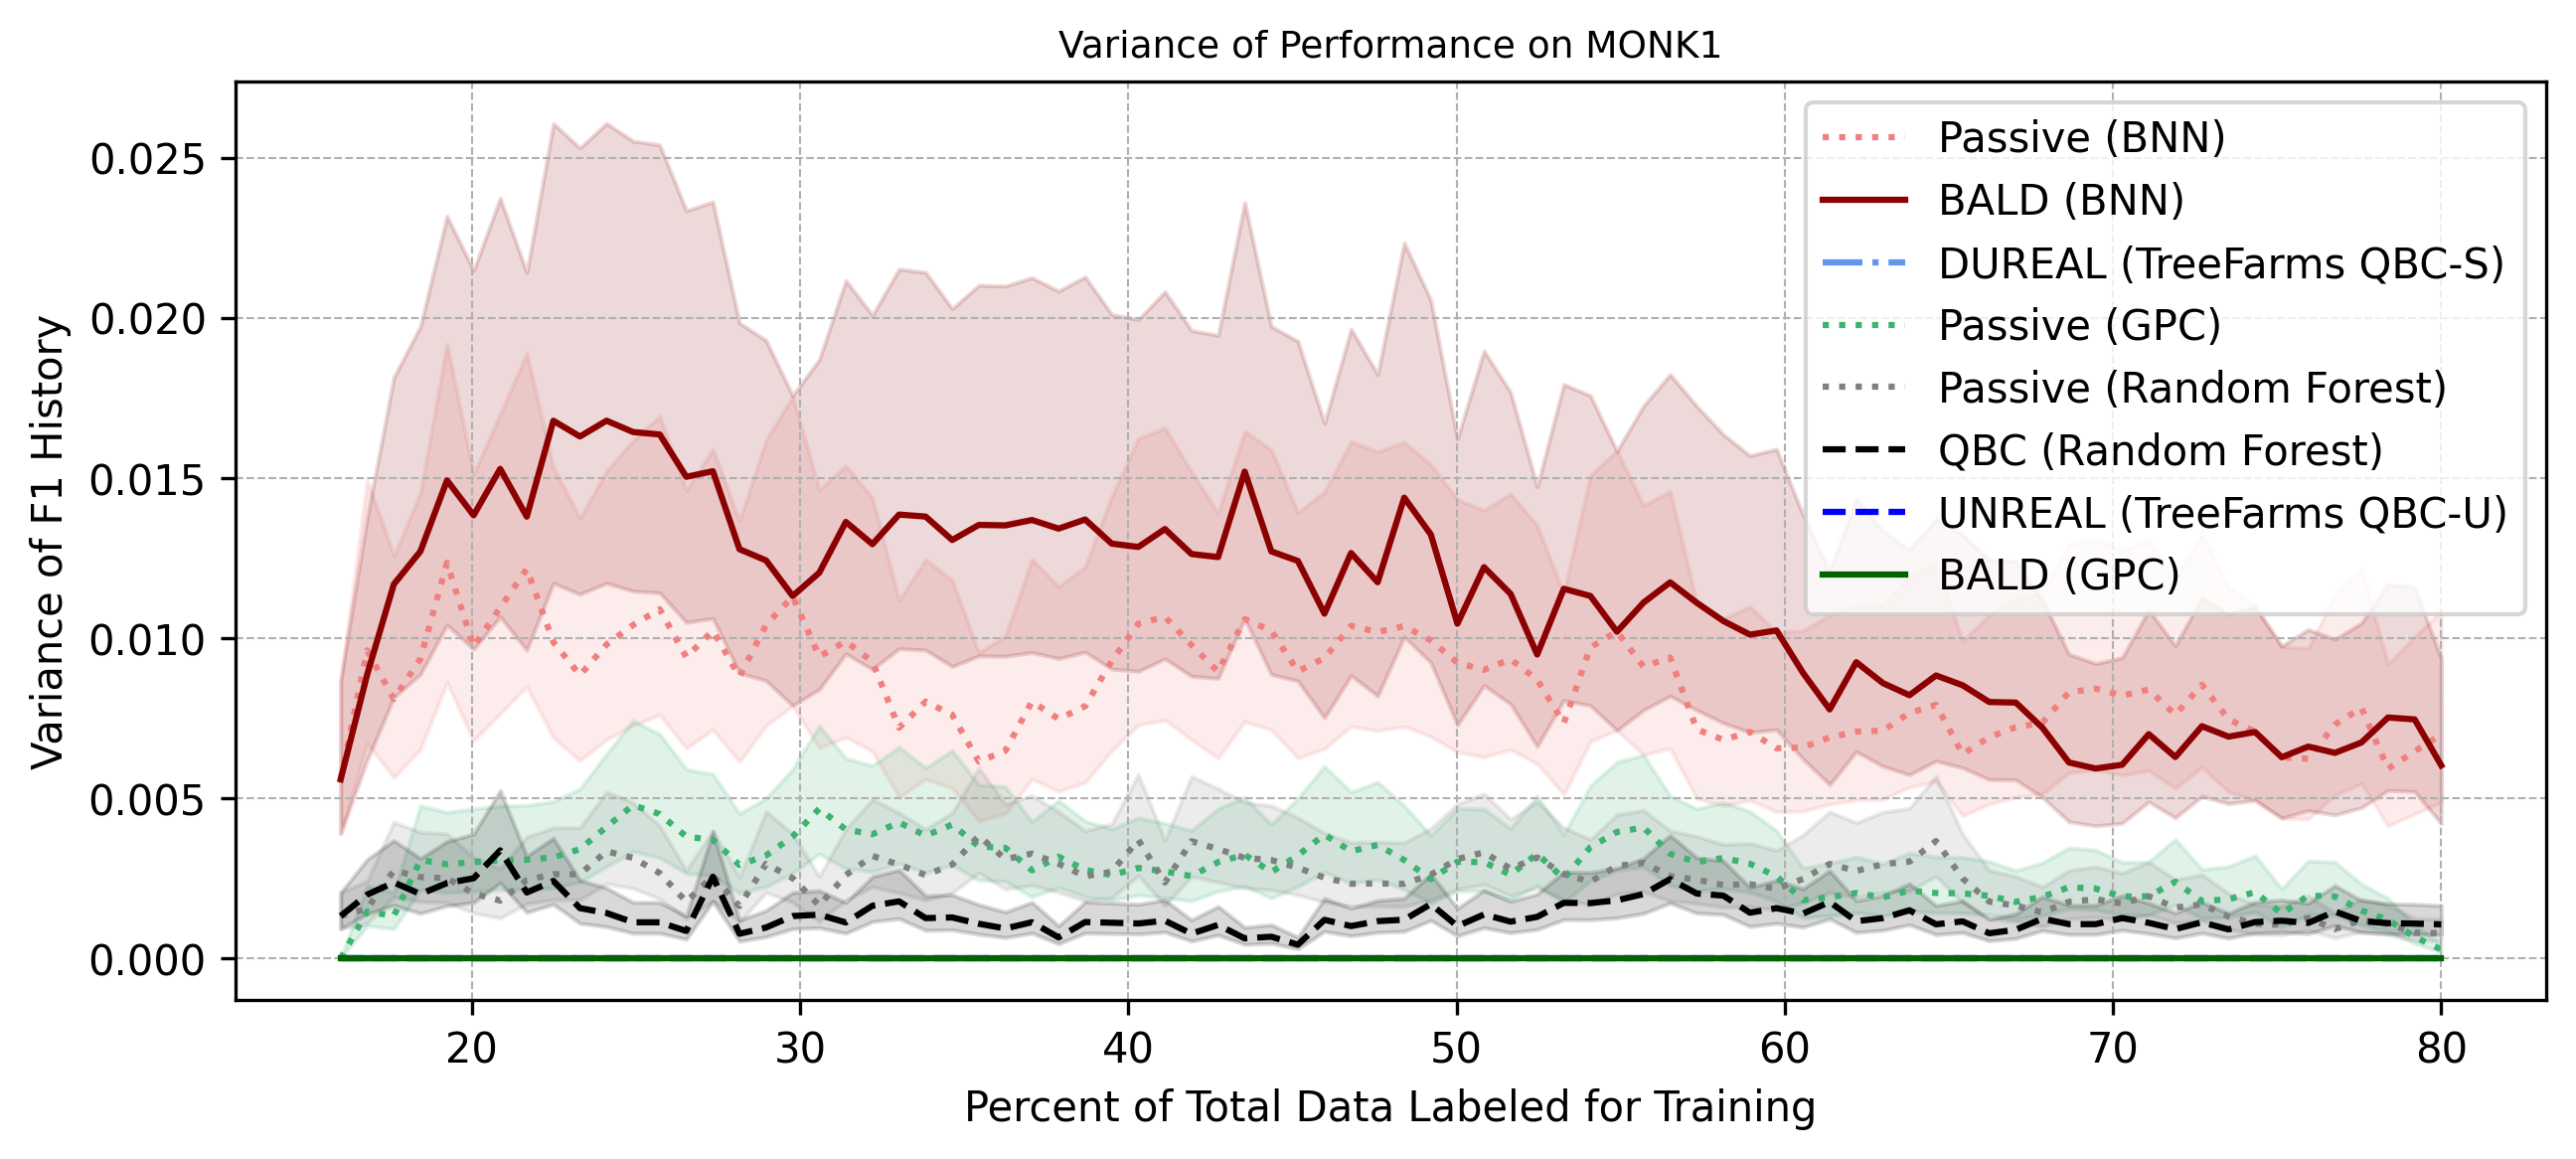 Variance of Performance on MONK1
Variance of F1 History
0.025
0.020
0.015
0.010
0.005
0.000
Passive (BNN)
BALD (BNN)
DUREAL (TreeFarms QBC-S)
Passive (GPC)
Passive (Random Forest)
QBC (Random Forest)
UNREAL (TreeFarms QBC-U)
BALD (GPC)
20 30 40 50 60 70 80
Percent of Total Data Labeled for Training